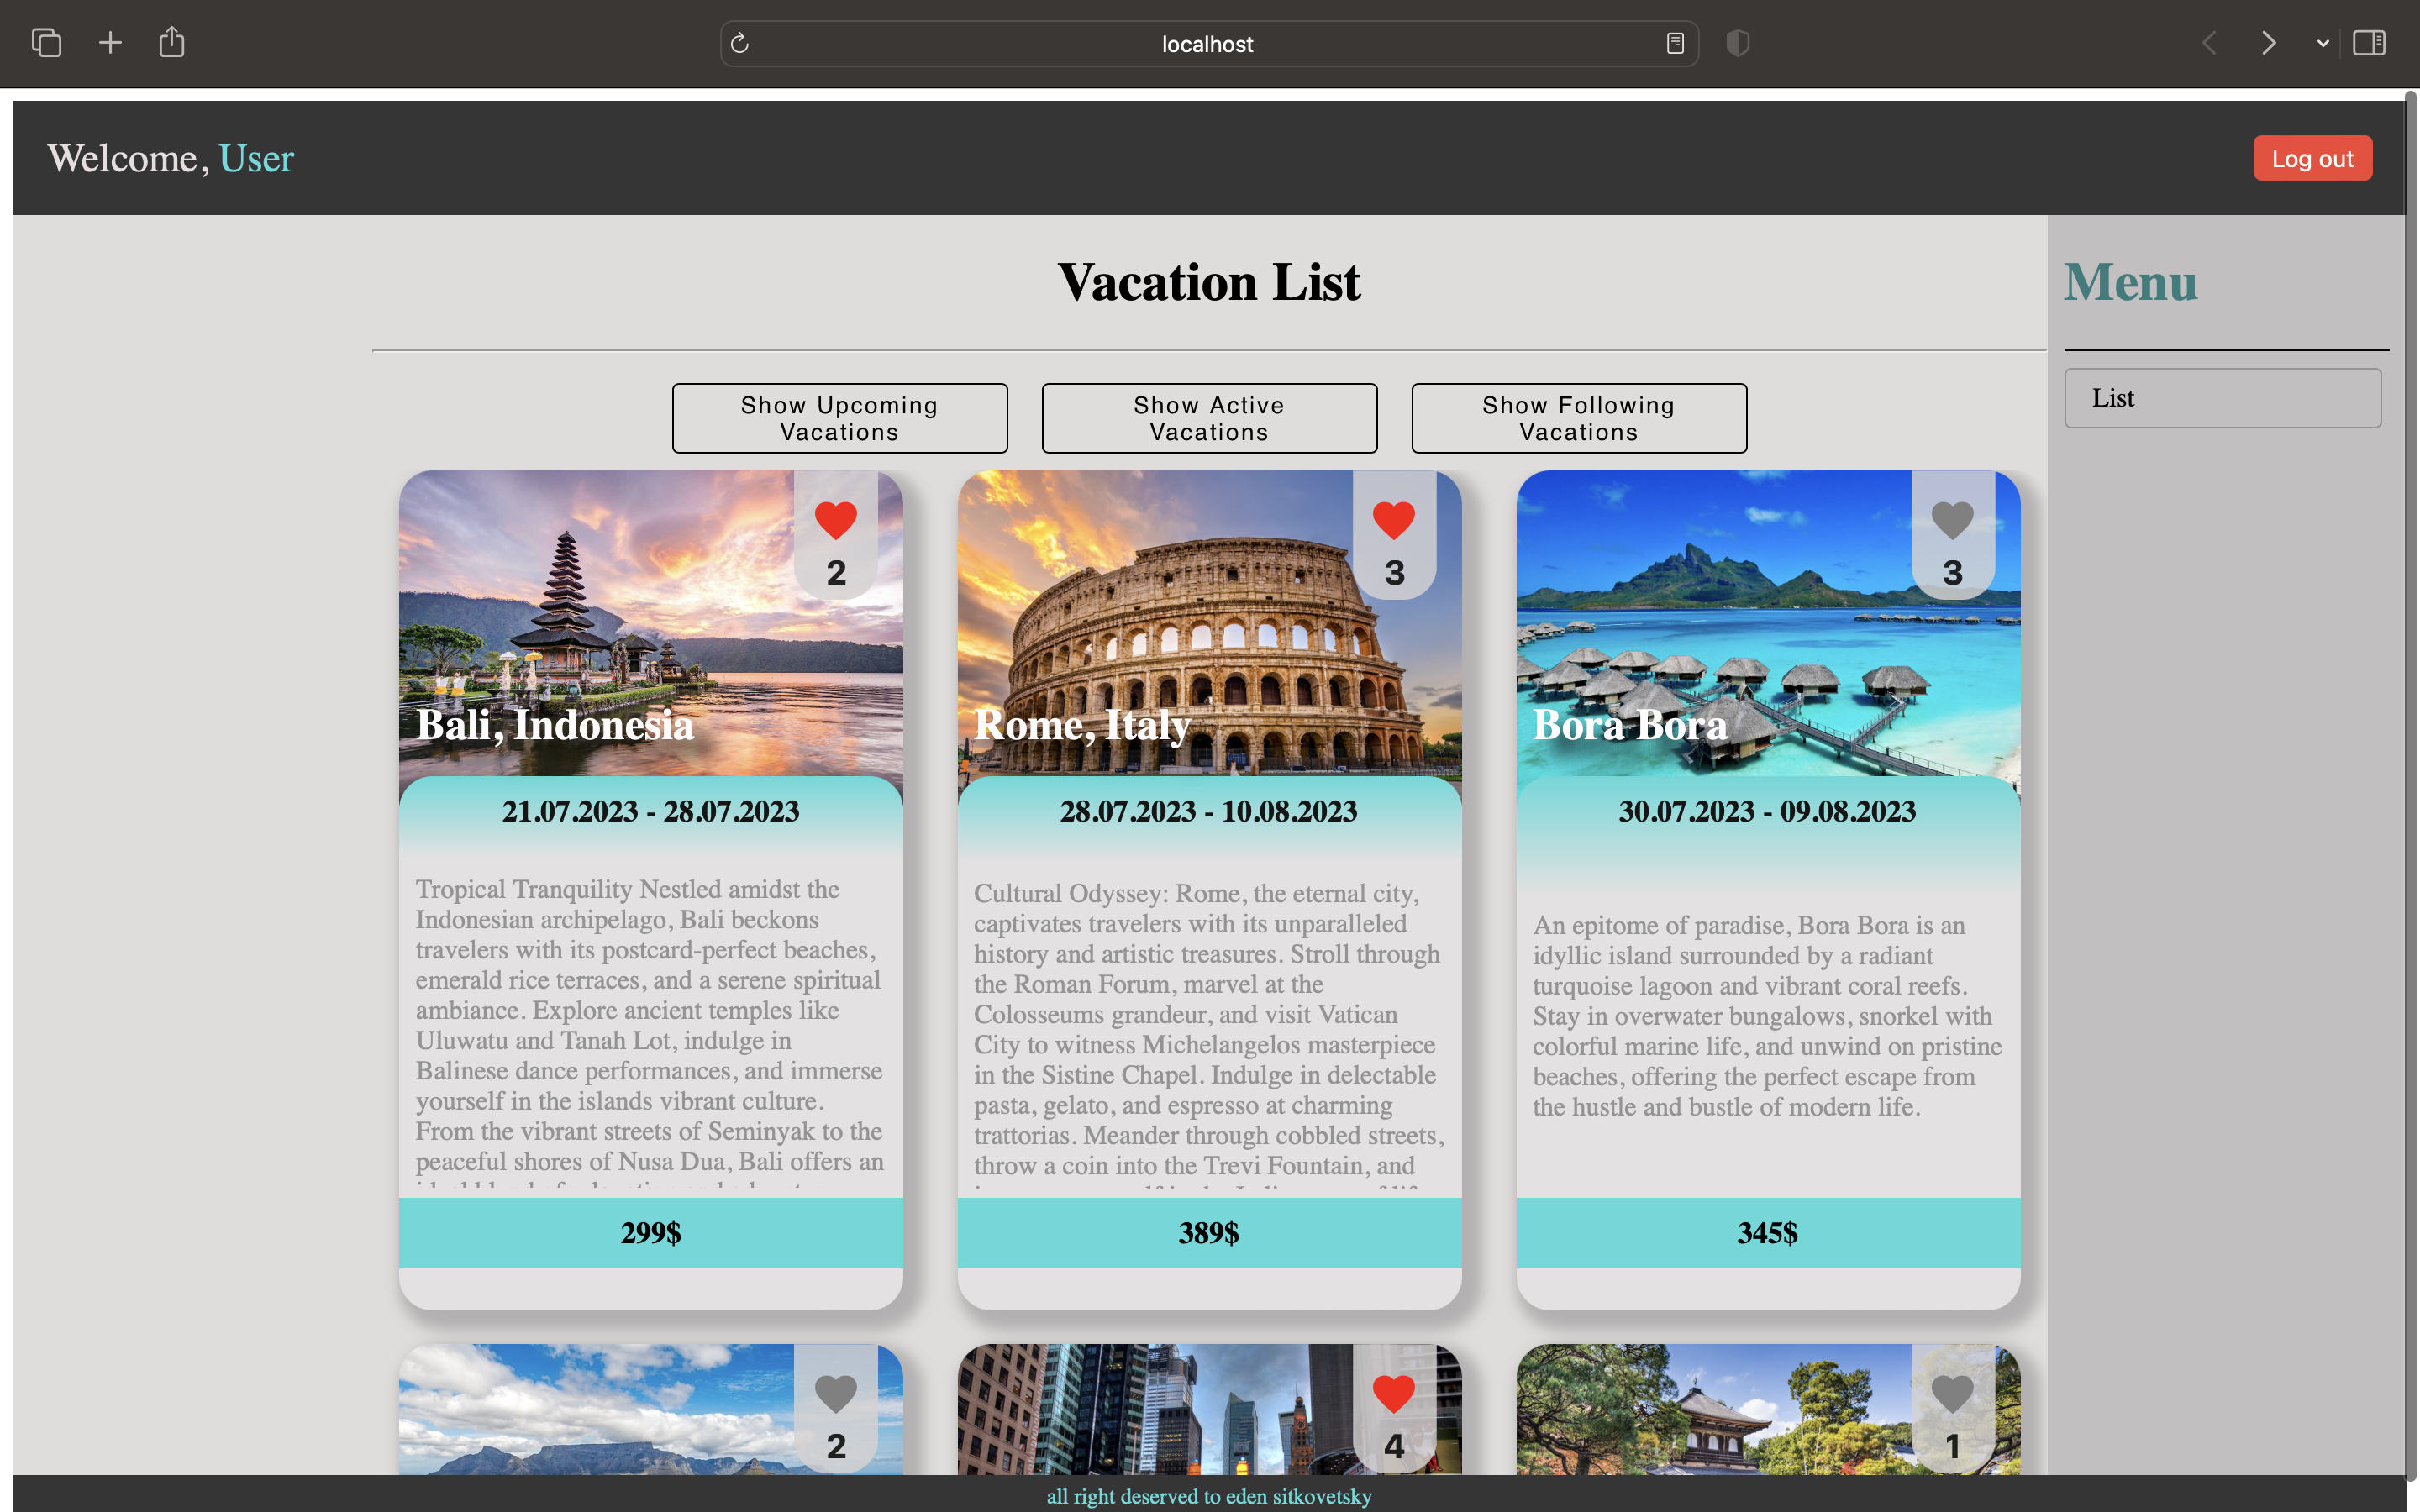 localhost
Welcome, User
Log out
Vacation List
Menu
List
Show Upcoming
Vacations
Show Active
Vacations
Show Following
Vacations
2
Bali, Indonesia
21.07.2023 - 28.07.2023
Tropical Tranquility Nestled amidst the
Indonesian archipelago, Bali beckons
travelers with its postcard-perfect beaches,
emerald rice terraces, and a serene spiritual
ambiance. Explore ancient temples like
Uluwatu and Tanah Lot, indulge in
Balinese dance performances, and immerse
yourself in the islands vibrant culture.
From the vibrant streets of Seminyak to the
peaceful shores of Nusa Dua, Bali offers an
299$
3
Rome, Italy
28.07.2023 - 10.08.2023
Cultural Odyssey: Rome, the eternal city,
captivates travelers with its unparalleled
history and artistic treasures. Stroll through
the Roman Forum, marvel at the
Colosseums grandeur, and visit Vatican
City to witness Michelangelos masterpiece
in the Sistine Chapel. Indulge in delectable
pasta, gelato, and espresso at charming
trattorias. Meander through cobbled streets,
throw a coin into the Trevi Fountain, and
389$
3
Bora Bora
30.07.2023 - 09.08.2023
An epitome of paradise, Bora Bora is an
idyllic island surrounded by a radiant
turquoise lagoon and vibrant coral reefs.
Stay in overwater bungalows, snorkel with
colorful marine life, and unwind on pristine
beaches, offering the perfect escape from
the hustle and bustle of modern life.
345$
2
4
1
all right deserved to eden sitkovetsky